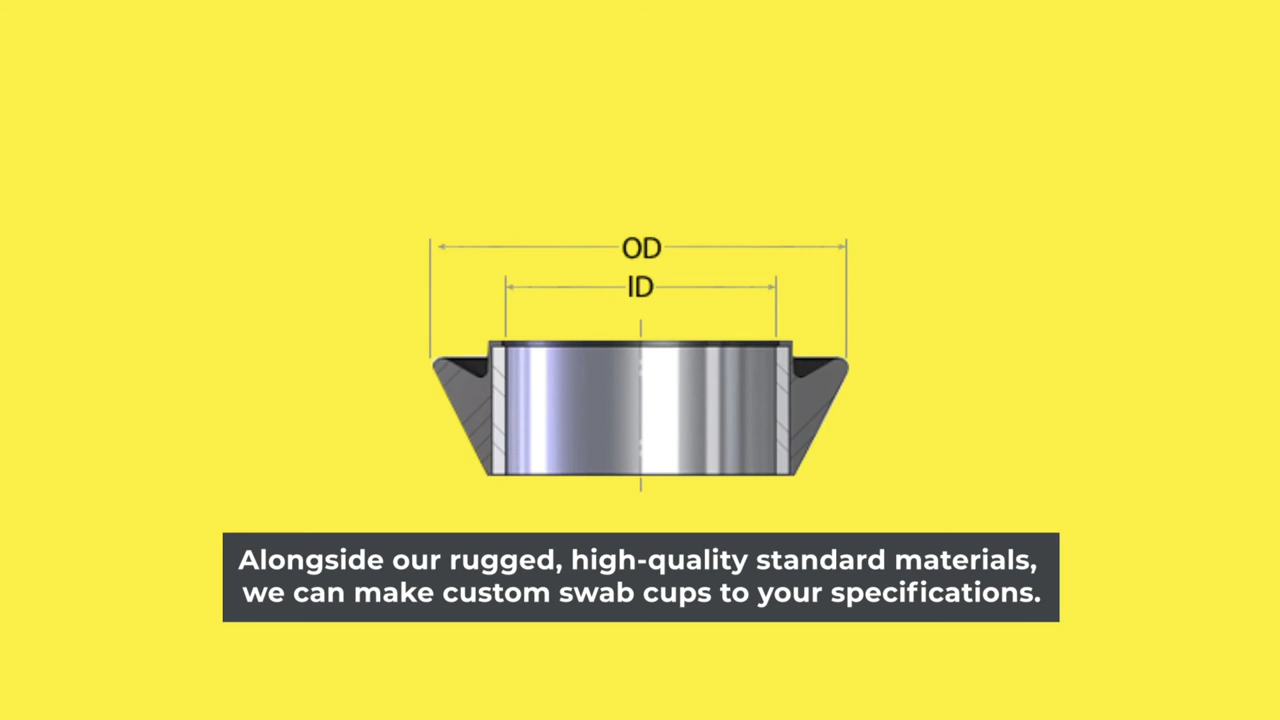 OD
ID
Alongside our rugged, high-quality standard materials,
we can make custom swab cups to your specifications.